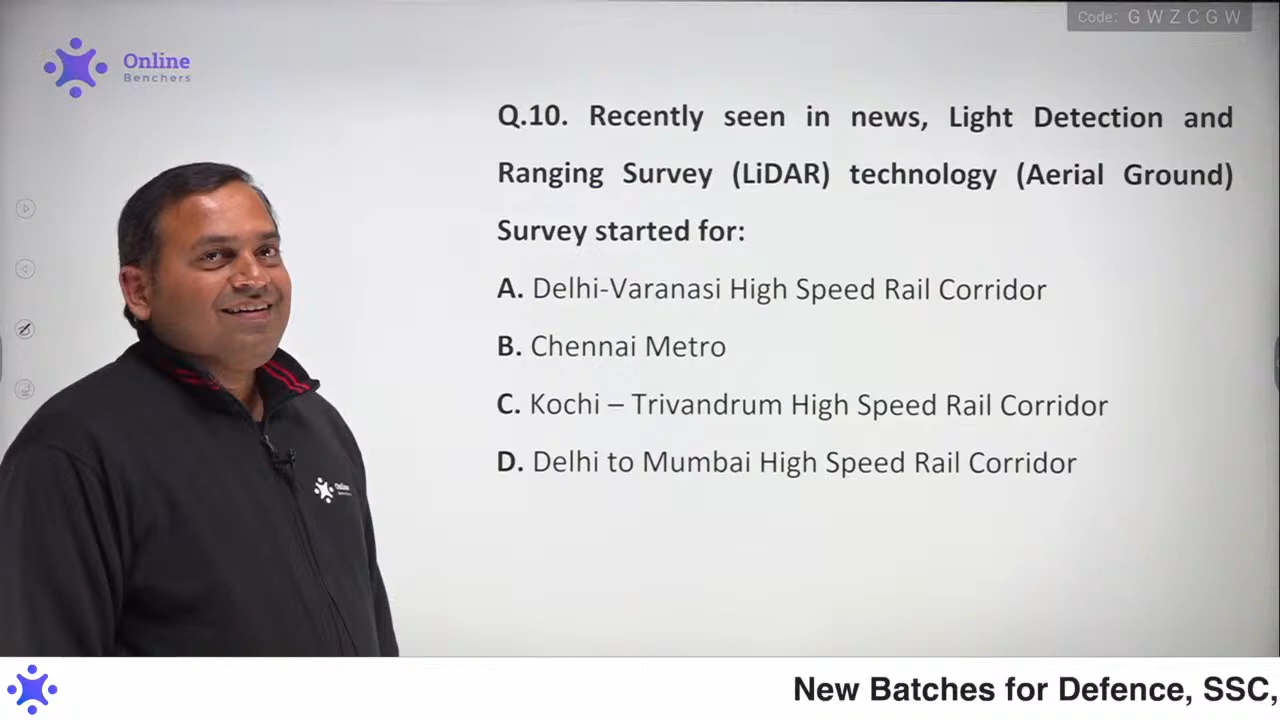 Code: G W Z C G W
Online
Benchers
Q.10. Recently seen in news, Light Detection and
Ranging Survey (LiDAR) technology (Aerial Ground)
Survey started for:
A. Delhi-Varanasi High Speed Rail Corridor
B. Chennai Metro
C. Kochi – Trivandrum High Speed Rail Corridor
D. Delhi to Mumbai High Speed Rail Corridor
Online
New Batches for Defence, SSC,